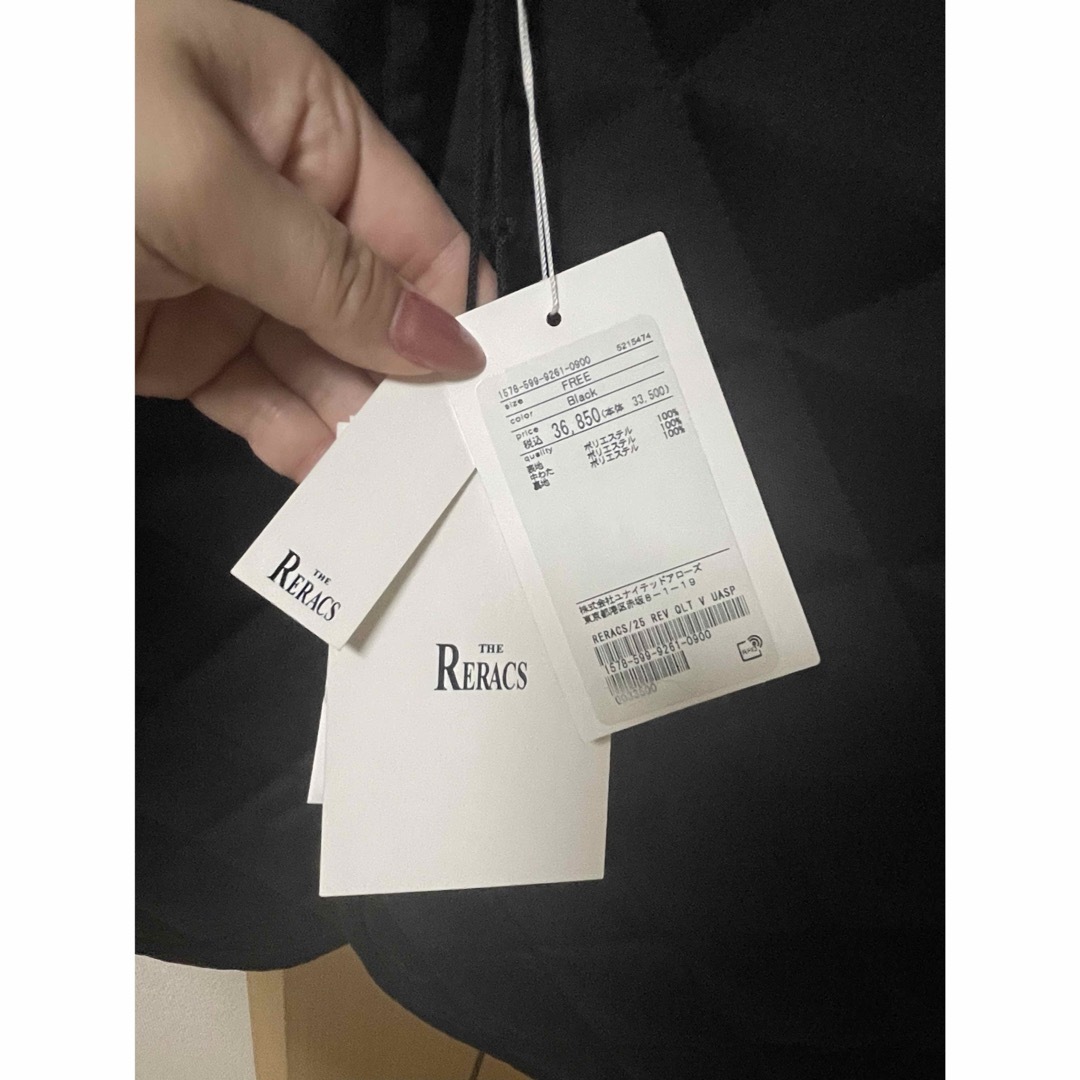 THE
RERACS
THE
RERACS
1578-599-9261-0900 5215474
size FREE
color Black
price
税込 36,850(本体 33,500)
quality
表地 ポリエステル 100%
中わた ポリエステル 100%
裏地 ポリエステル 100%
株式会社ユナイテッドアローズ
東京都港区赤坂8-1-19
RERACS/25 REV QLT V UASP
1578-599-9261-0900
0033500